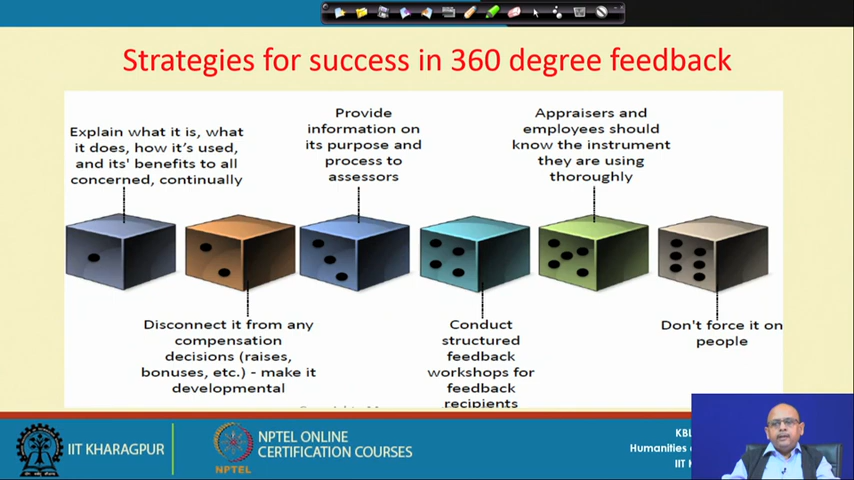 Strategies for success in 360 degree feedback
Explain what it is, what
it does, how it's used,
and its' benefits to all
concerned, continually
Provide
information on
its purpose and
process to
assessors
Appraisers and
employees should
know the instrument
they are using
thoroughly
Disconnect it from any
compensation
decisions (raises,
bonuses, etc.) - make it
developmental
Conduct
structured
feedback
workshops for
feedback
recipients
Don't force it on
people
IIT KHARAGPUR
NPTEL
NPTEL ONLINE
CERTIFICATION COURSES
Humanities
IIT